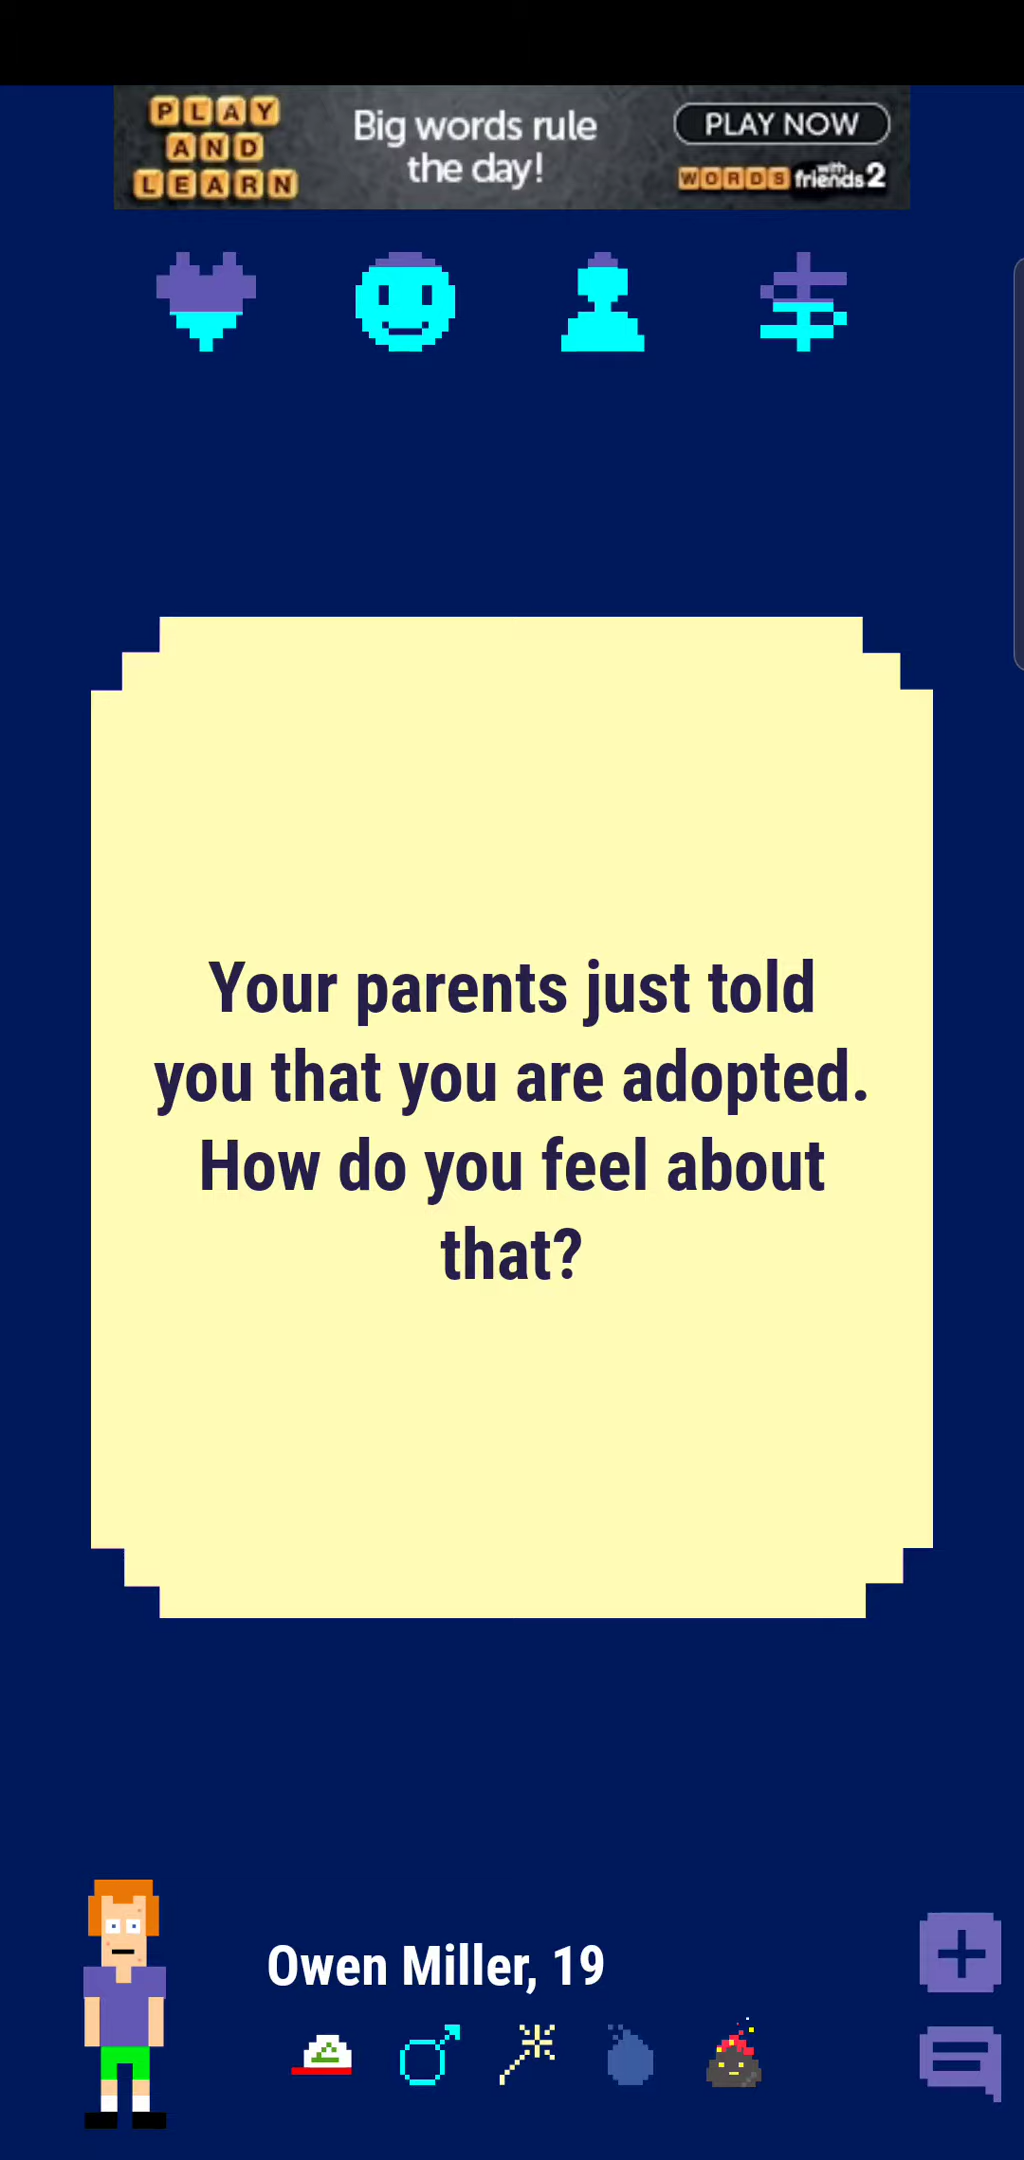 PLAY
AND
LEARN
Big words rule
the day!
PLAY NOW
WORDS with friends 2
Your parents just told
you that you are adopted.
How do you feel about
that?
Owen Miller, 19